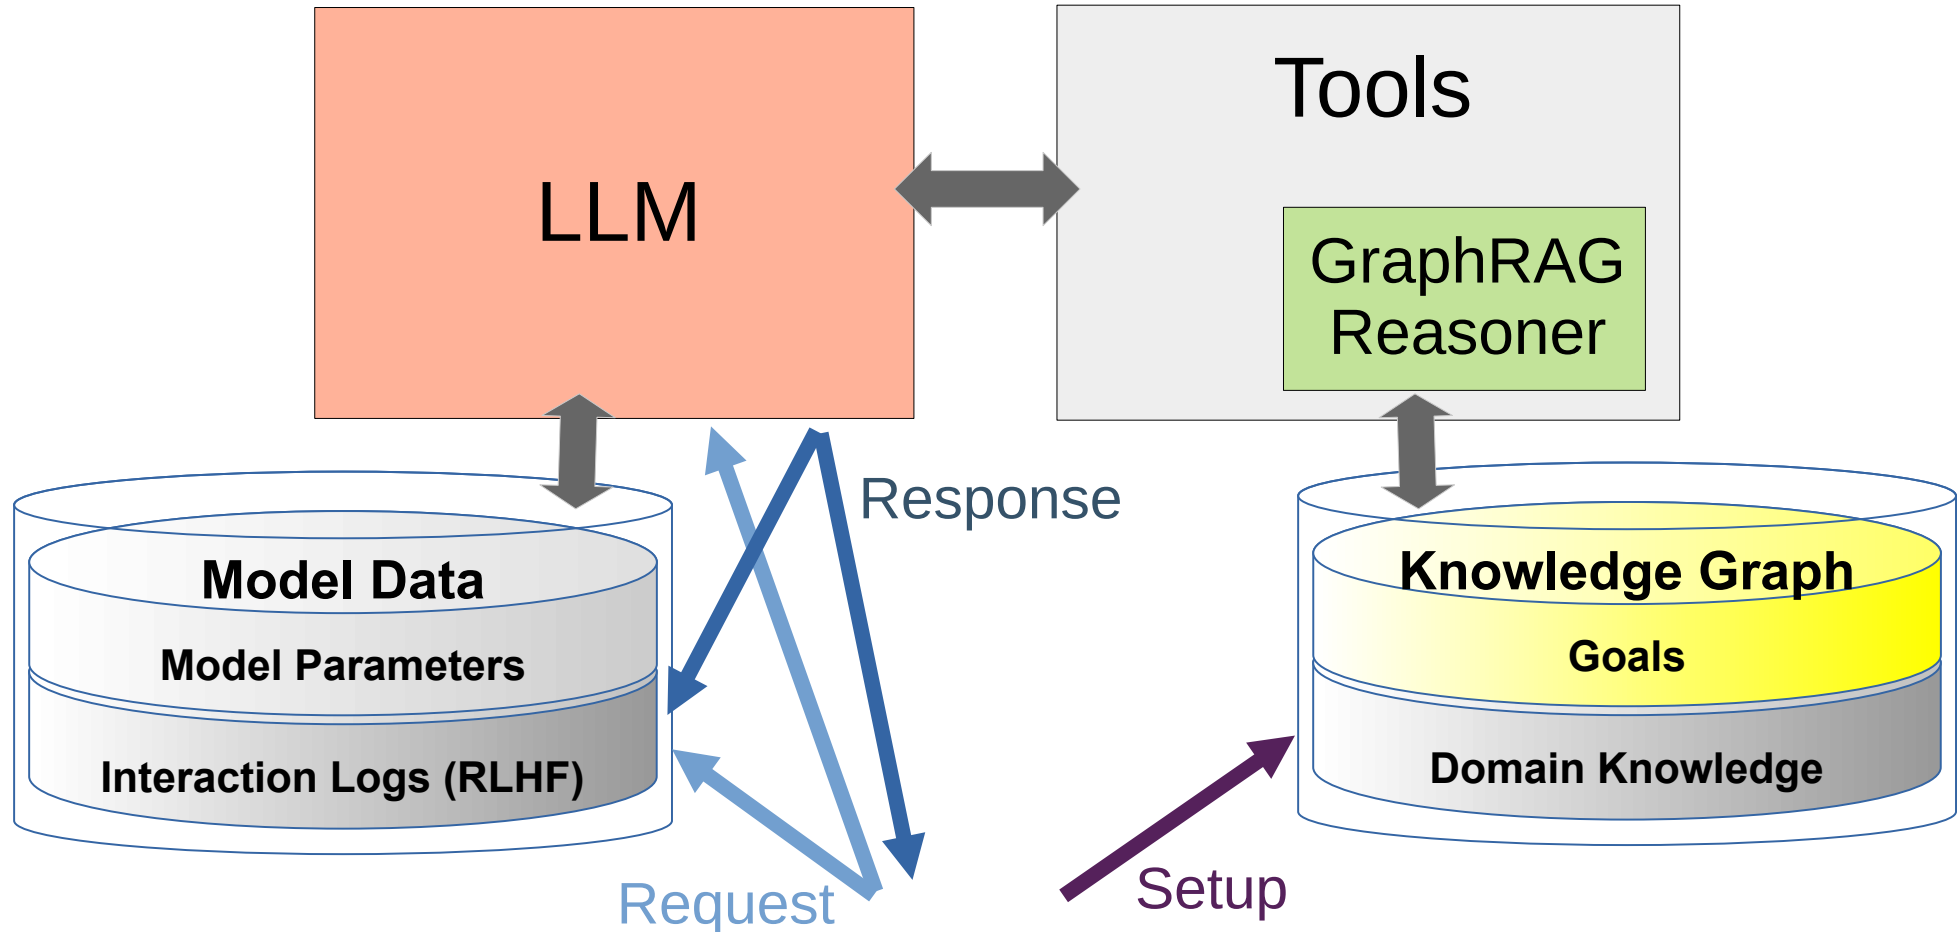 LLM
Tools
GraphRAG
Reasoner
Response
Model Data
Model Parameters
Interaction Logs (RLHF)
Knowledge Graph
Goals
Domain Knowledge
Request
Setup